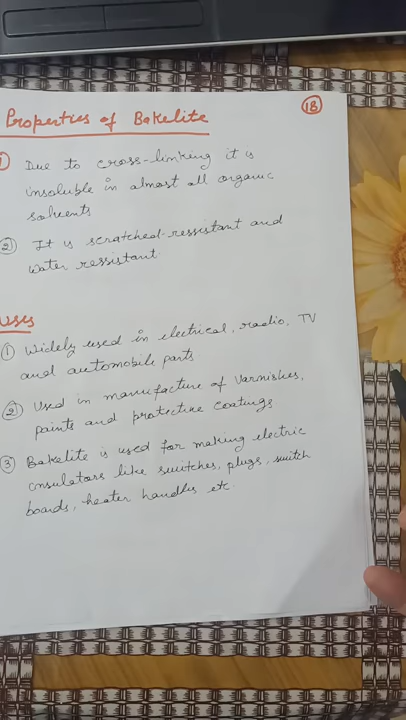 18
Properties of Bakelite
① Due to cross-linking it is
insoluble in almost all organic
solvents
② It is scratched-ressistant and
water ressistant.
Uses
① Widely used in electrical, radio, TV
and automobile parts
② Used in manufacture of varnishes,
paints and protective coatings
③ Bakelite is used for making electric
insulators like switches, plugs, switch
boards, heater handles etc.